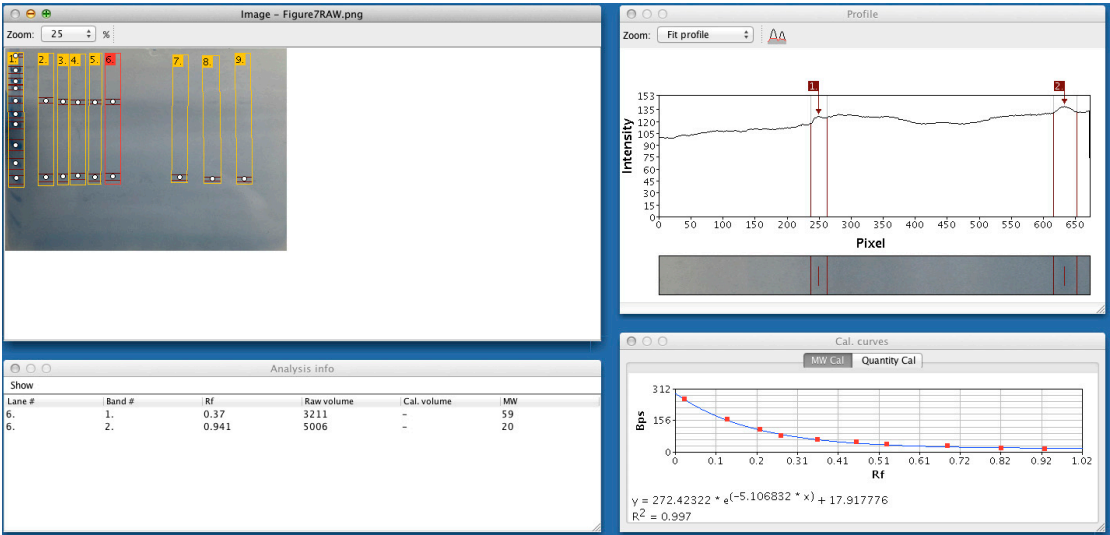 Image – Figure7RAW.png
Zoom: 25 %
1. 2. 3. 4. 5. 6. 7. 8. 9.
Profile
Zoom: Fit profile
1. 2.
153
135
120
105
90
75
60
45
30
15
0
Intensity
0 50 100 150 200 250 300 350 400 450 500 550 600 650
Pixel
Analysis info
Show
Lane # Band # Rf Raw volume Cal. volume MW
6. 1. 0.37 3211 – 59
6. 2. 0.941 5006 – 20
Cal. curves
MW Cal Quantity Cal
312
156
0
Bps
0 0.1 0.2 0.31 0.41 0.51 0.61 0.72 0.82 0.92 1.02
Rf
y = 272.42322 * e(−5.106832 * x) + 17.917776
R2 = 0.997